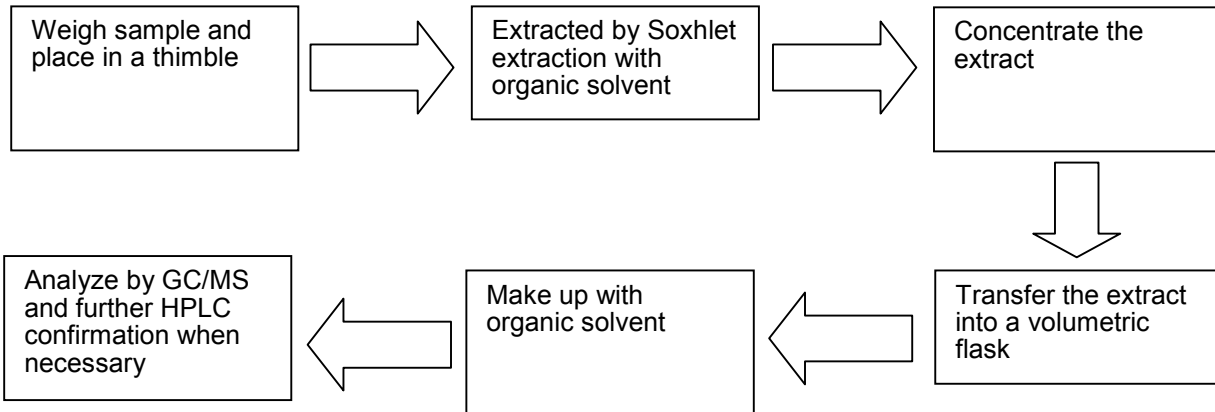 Weigh sample and
place in a thimble
Extracted by Soxhlet
extraction with
organic solvent
Concentrate the
extract
Transfer the extract
into a volumetric
flask
Make up with
organic solvent
Analyze by GC/MS
and further HPLC
confirmation when
necessary